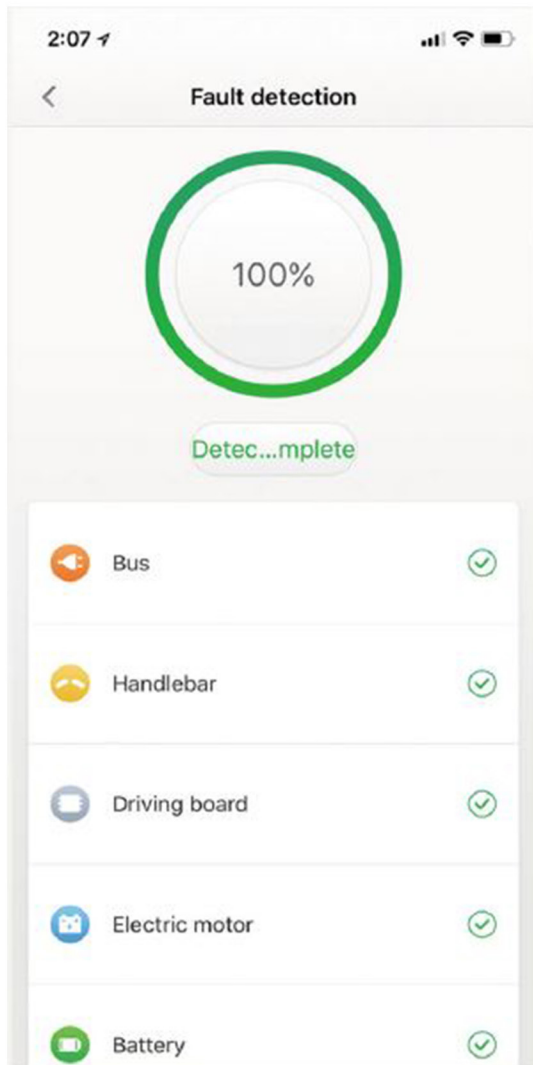 2:07
Fault detection
100%
Detec...mplete
Bus
Handlebar
Driving board
Electric motor
Battery